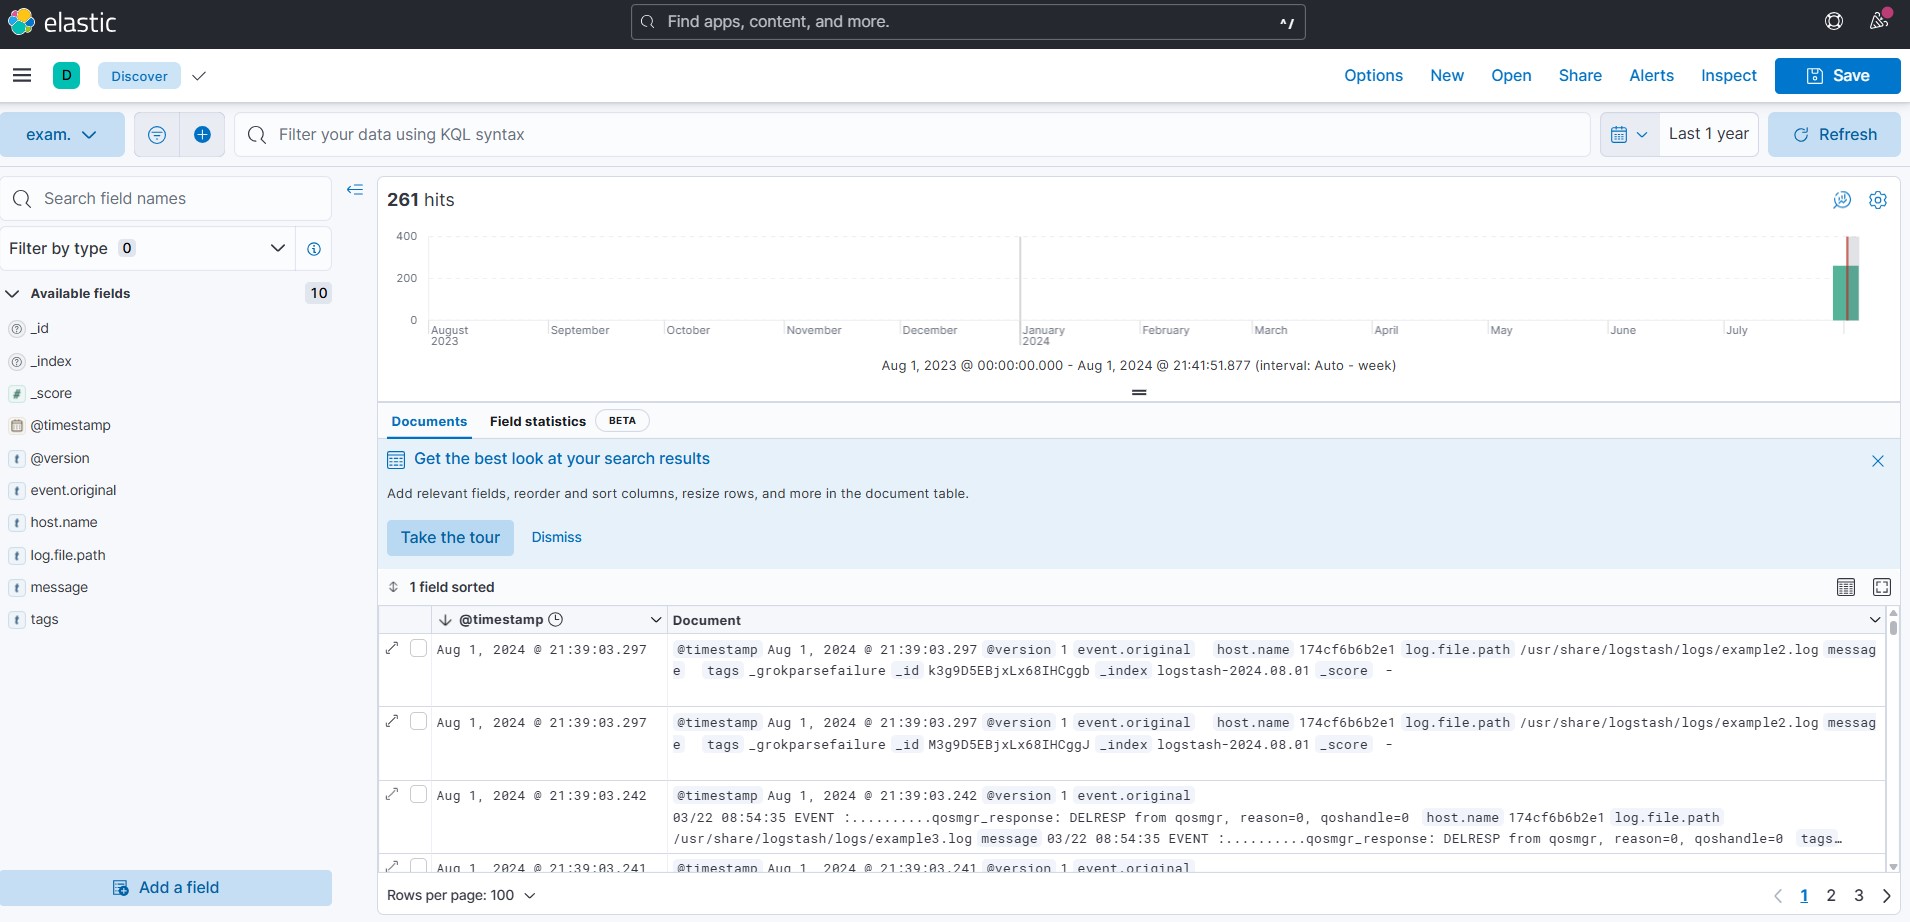 elastic
Find apps, content, and more.
^/
D
Discover
Options New Open Share Alerts Inspect Save
exam.
Filter your data using KQL syntax
Last 1 year
Refresh
Search field names
Filter by type 0
Available fields 10
_id
_index
_score
@timestamp
@version
event.original
host.name
log.file.path
message
tags
Add a field
261 hits
400
200
0
August September October November December January February March April May June July
2023 2024
Aug 1, 2023 @ 00:00:00.000 - Aug 1, 2024 @ 21:41:51.877 (interval: Auto - week)
Documents Field statistics BETA
Get the best look at your search results
Add relevant fields, reorder and sort columns, resize rows, and more in the document table.
Take the tour Dismiss
1 field sorted
@timestamp Document
Aug 1, 2024 @ 21:39:03.297 @timestamp Aug 1, 2024 @ 21:39:03.297 @version 1 event.original host.name 174cf6b6b2e1 log.file.path /usr/share/logstash/logs/example2.log messag
e tags _grokparsefailure _id k3g9D5EBjxLx68IHCggb _index logstash-2024.08.01 _score -
Aug 1, 2024 @ 21:39:03.297 @timestamp Aug 1, 2024 @ 21:39:03.297 @version 1 event.original host.name 174cf6b6b2e1 log.file.path /usr/share/logstash/logs/example2.log messag
e tags _grokparsefailure _id M3g9D5EBjxLx68IHCggJ _index logstash-2024.08.01 _score -
Aug 1, 2024 @ 21:39:03.242 @timestamp Aug 1, 2024 @ 21:39:03.242 @version 1 event.original
03/22 08:54:35 EVENT :..........qosmgr_response: DELRESP from qosmgr, reason=0, qoshandle=0 host.name 174cf6b6b2e1 log.file.path
/usr/share/logstash/logs/example3.log message 03/22 08:54:35 EVENT :..........qosmgr_response: DELRESP from qosmgr, reason=0, qoshandle=0 tags…
Aug 1, 2024 @ 21:39:03.241 @timestamp Aug 1, 2024 @ 21:39:03.241 @version 1 event.original
Rows per page: 100
1 2 3